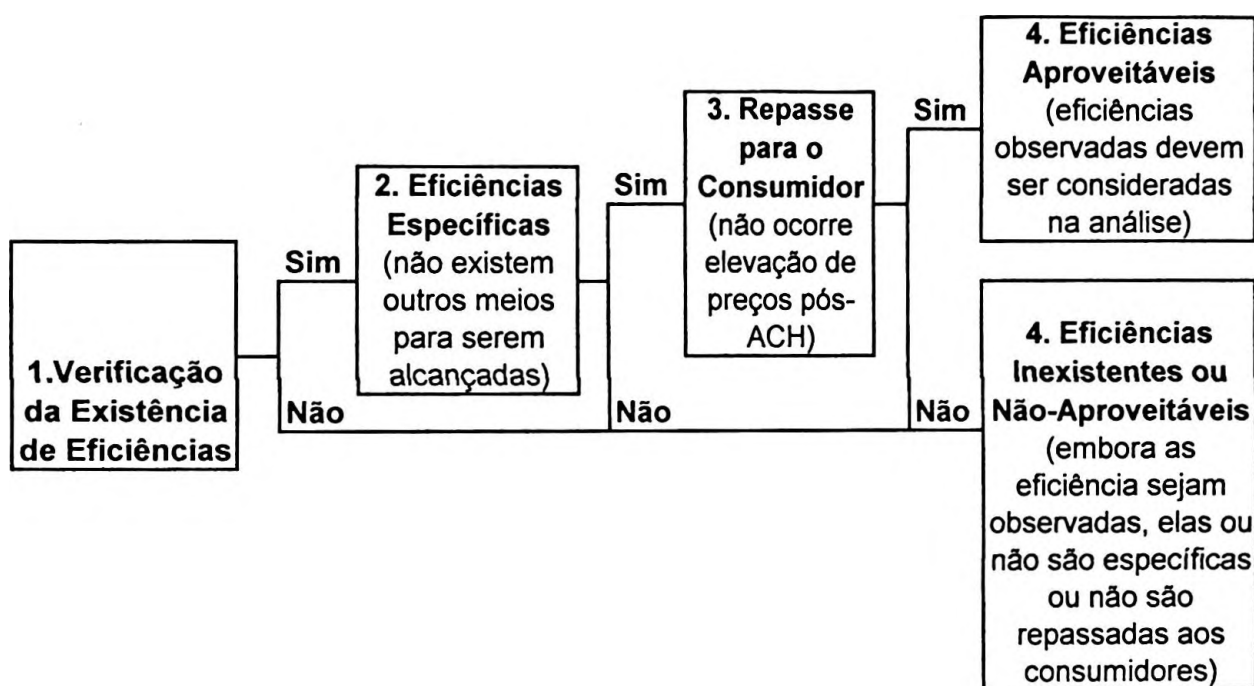 1.Verificação
da Existência
de Eficiências
Sim
Não
2. Eficiências
Específicas
(não existem
outros meios
para serem
alcançadas)
Sim
Não
3. Repasse
para o
Consumidor
(não ocorre
elevação de
preços pós-
ACH)
Sim
Não
4. Eficiências
Aproveitáveis
(eficiências
observadas devem
ser consideradas
na análise)
4. Eficiências
Inexistentes ou
Não-Aproveitáveis
(embora as
eficiência sejam
observadas, elas ou
não são específicas
ou não são
repassadas aos
consumidores)